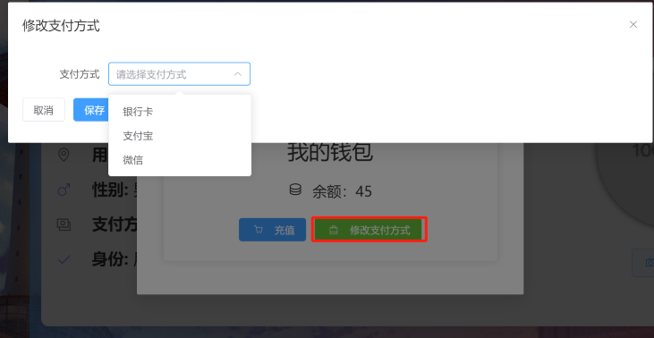 修改支付方式
支付方式 请选择支付方式
取消 保存
银行卡
支付宝
微信
我的钱包
余额：45
充值 修改支付方式
用
性别:
支付方
身份:
10